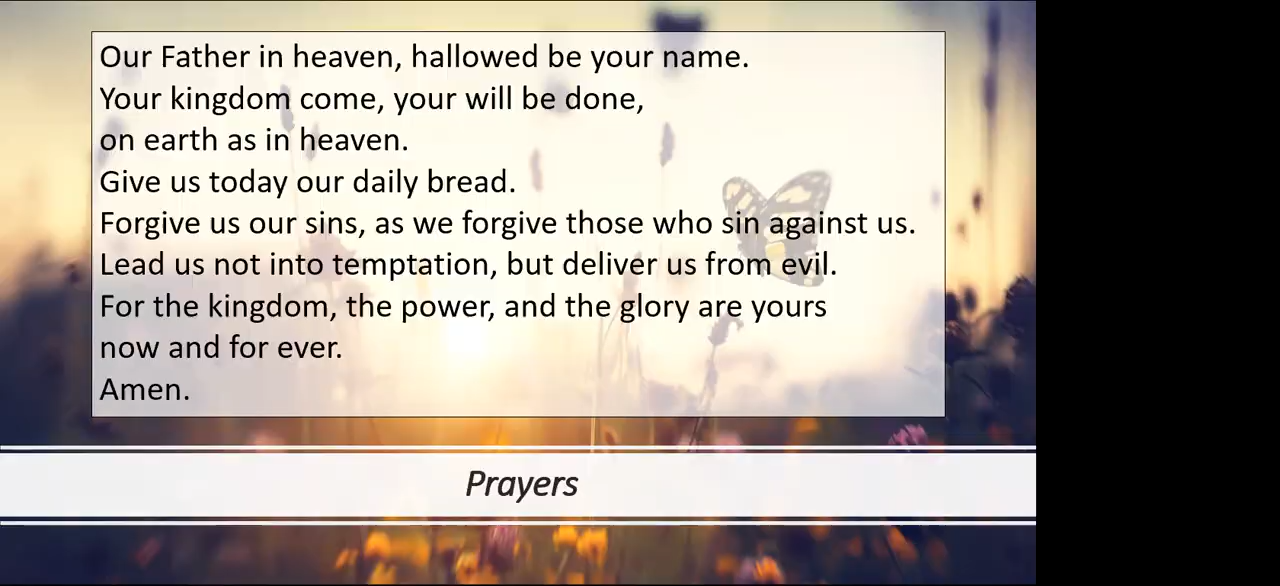 Our Father in heaven, hallowed be your name.
Your kingdom come, your will be done,
on earth as in heaven.
Give us today our daily bread.
Forgive us our sins, as we forgive those who sin against us.
Lead us not into temptation, but deliver us from evil.
For the kingdom, the power, and the glory are yours
now and for ever.
Amen.
Prayers